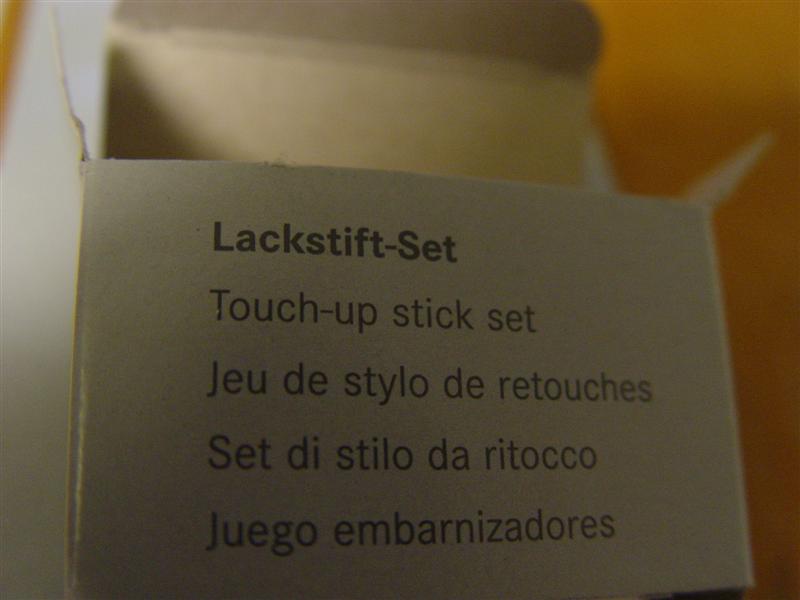 Lackstift-Set
Touch-up stick set
Jeu de stylo de retouches
Set di stilo da ritocco
Juego embarnizadores